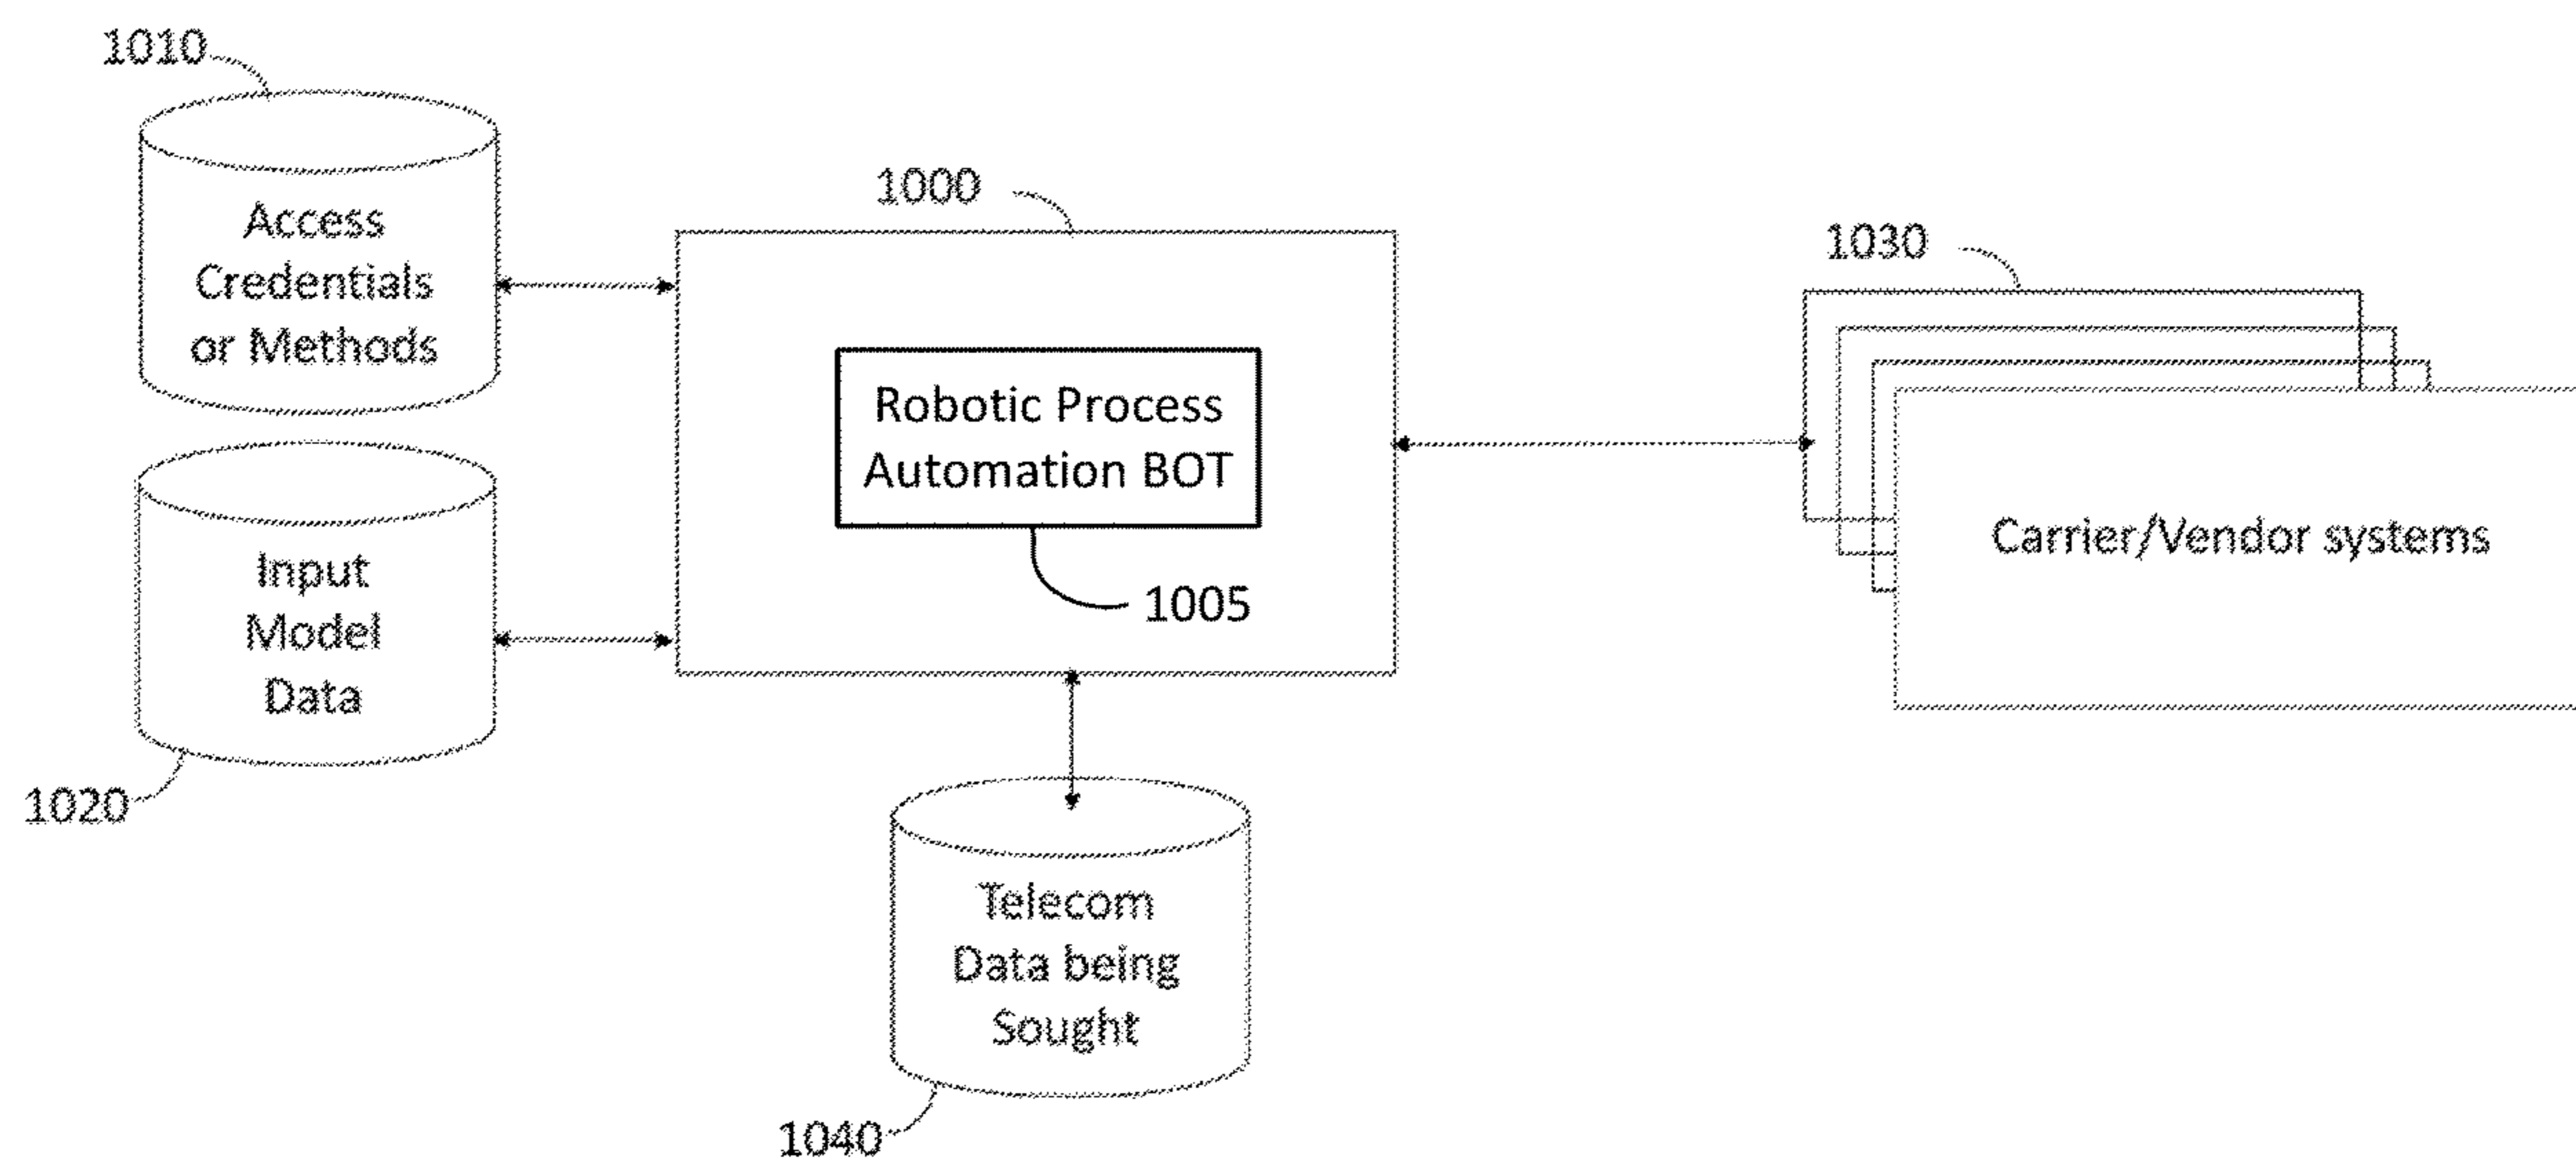 1010
Access
Credentials
or Methods
1000
Robotic Process
Automation BOT
1005
1030
Carrier/Vendor systems
Input
Model
Data
1020
Telecom
Data being
Sought
1040